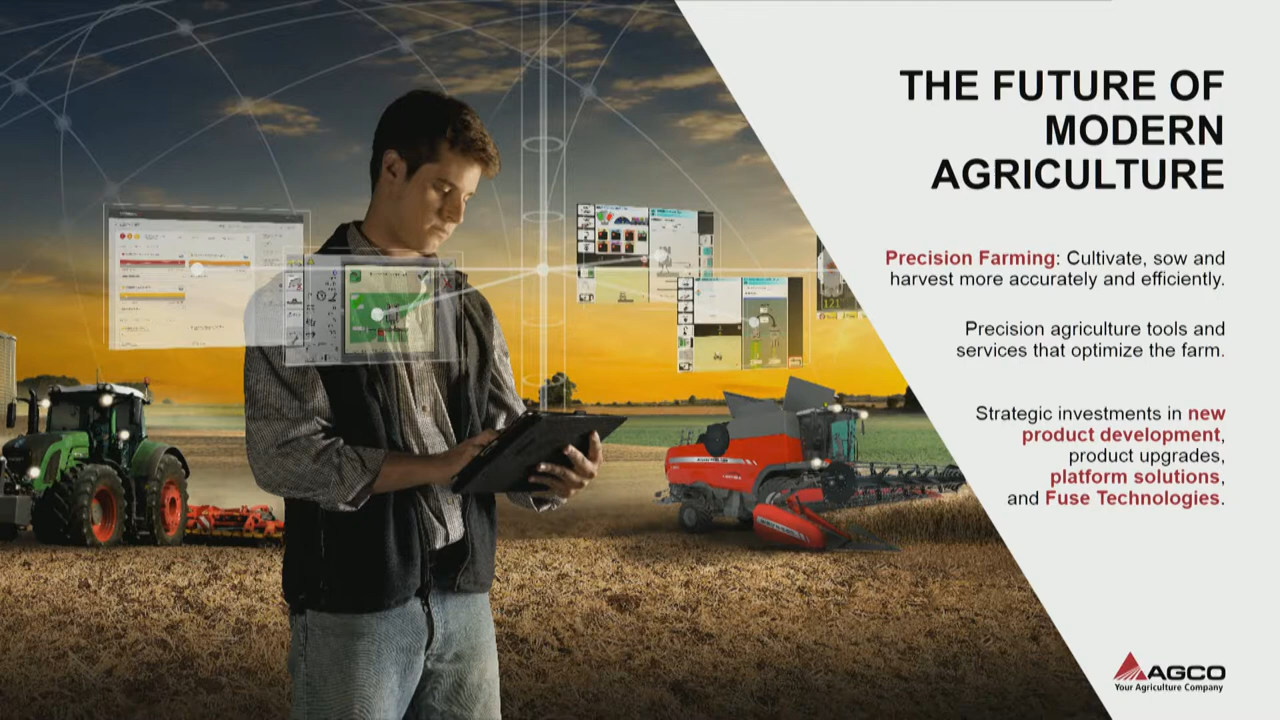 THE FUTURE OF
MODERN
AGRICULTURE
Precision Farming: Cultivate, sow and
harvest more accurately and efficiently.
Precision agriculture tools and
services that optimize the farm.
Strategic investments in new
product development,
product upgrades,
platform solutions,
and Fuse Technologies.
121
AGCO
Your Agriculture Company